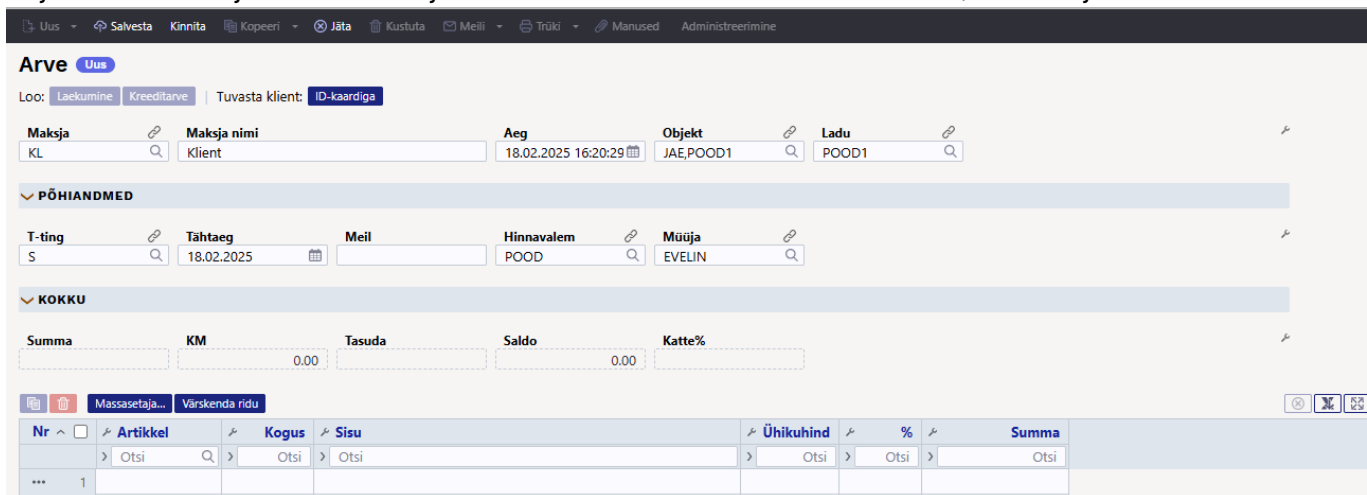 Uus Salvesta Kinnita Kopeeri Jäta Kustuta Meili Trüki Manused Administreerimine
Arve Uus
Loo: Laekumine Kreeditarve | Tuvasta klient: ID-kaardiga
Maksja Maksja nimi Aeg Objekt Ladu
KL Klient 18.02.2025 16:20:29 JAE,POOD1 POOD1
PÕHIANDMED
T-ting Tähtaeg Meil Hinnavalem Müüja
S 18.02.2025 POOD EVELIN
KOKKU
Summa KM Tasuda Saldo Katte%
0.00 0.00
Massasetaja... Värskenda ridu
Nr Artikkel Kogus Sisu Ühikuhind % Summa
Otsi Otsi Otsi Otsi Otsi Otsi
... 1